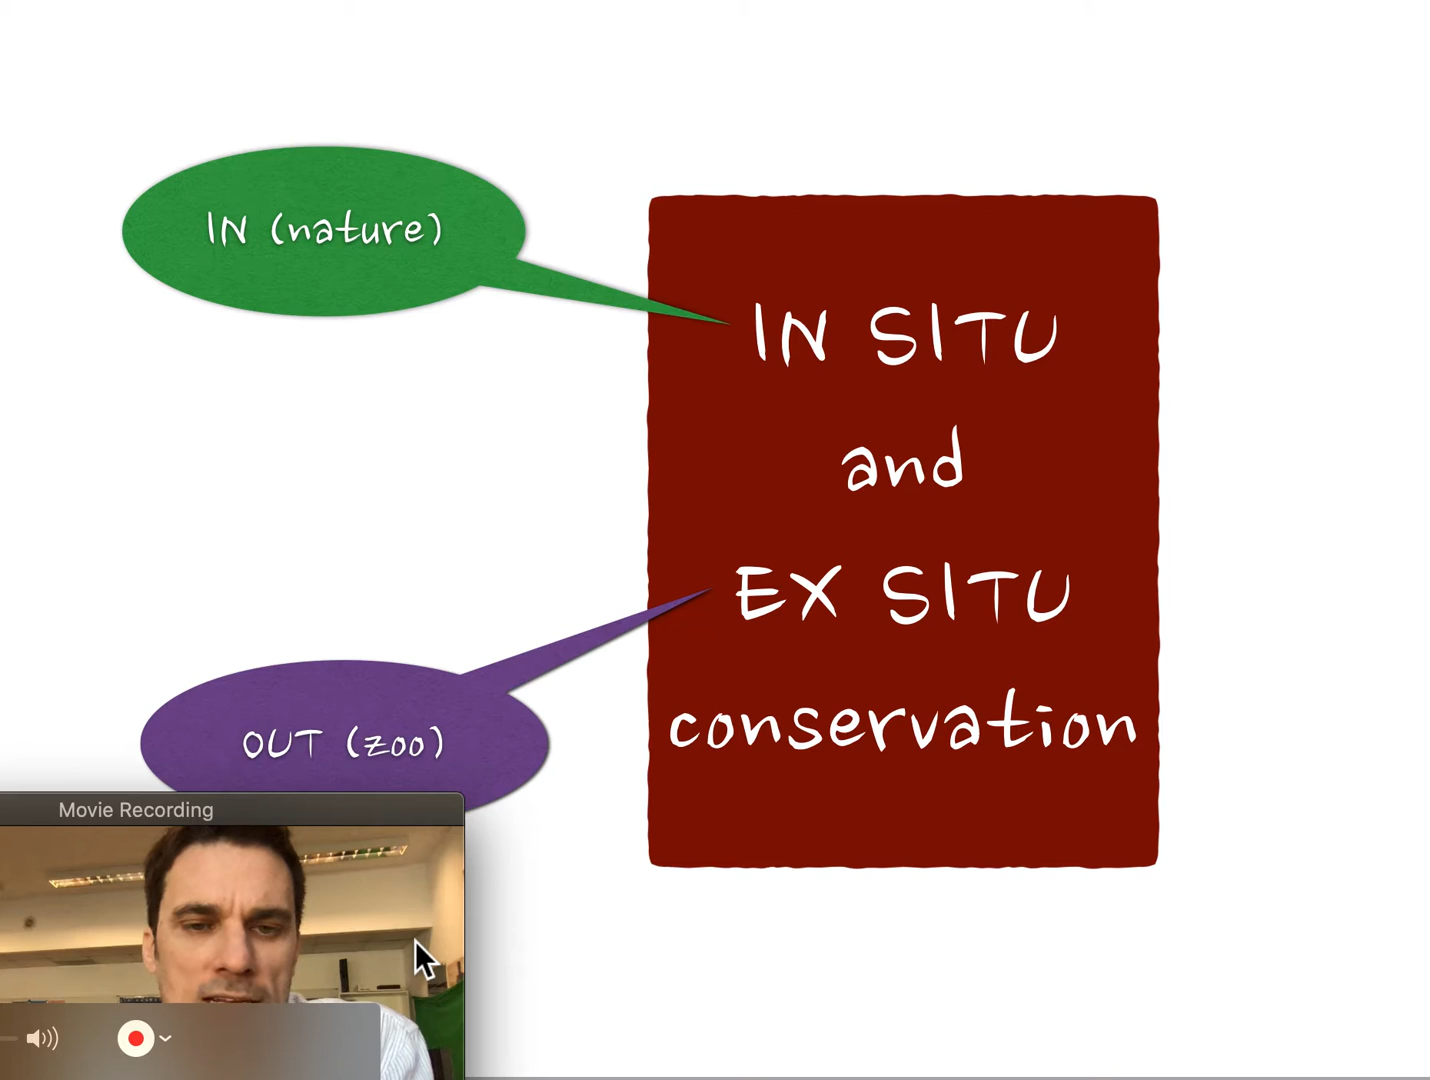 IN (nature)
IN SITU
and
EX SITU
conservation
OUT (zoo)
Movie Recording